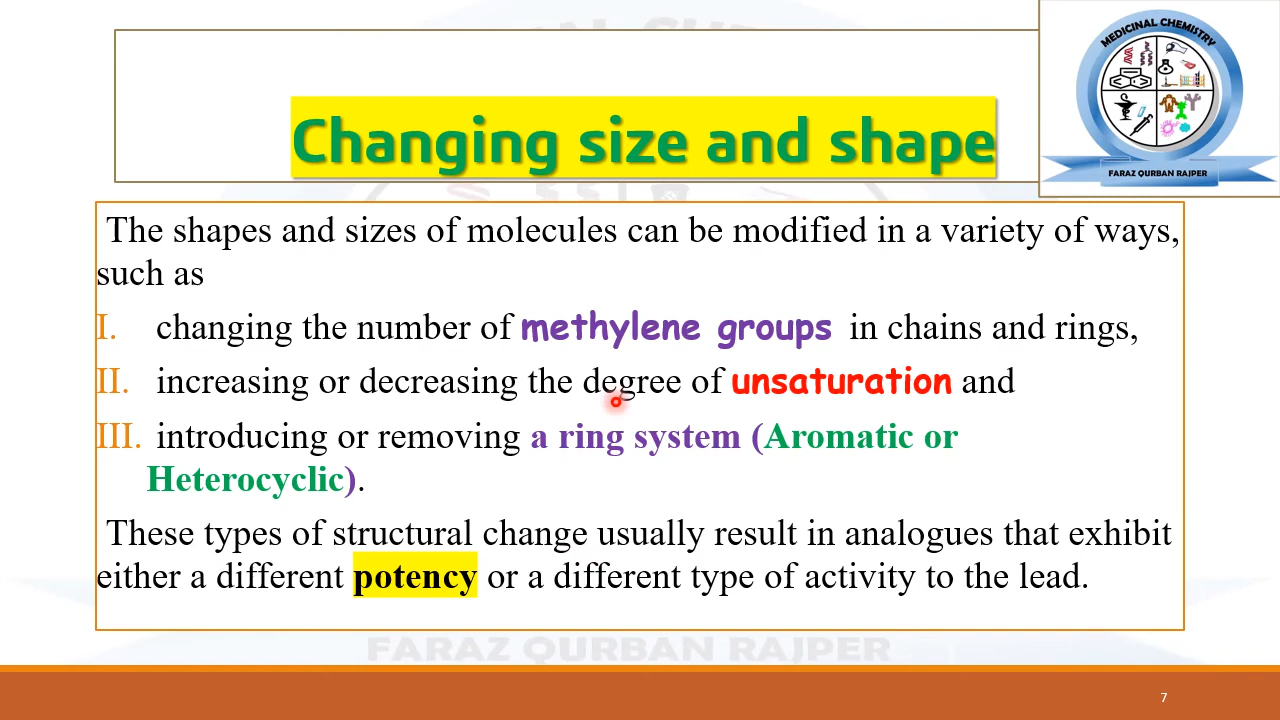 MEDICINAL CHEMISTRY
FARAZ QURBAN RAJPER
Changing size and shape
The shapes and sizes of molecules can be modified in a variety of ways,
such as
I. changing the number of methylene groups in chains and rings,
II. increasing or decreasing the degree of unsaturation and
III. introducing or removing a ring system (Aromatic or
Heterocyclic).
These types of structural change usually result in analogues that exhibit
either a different potency or a different type of activity to the lead.
FARAZ QURBAN RAJPER
7